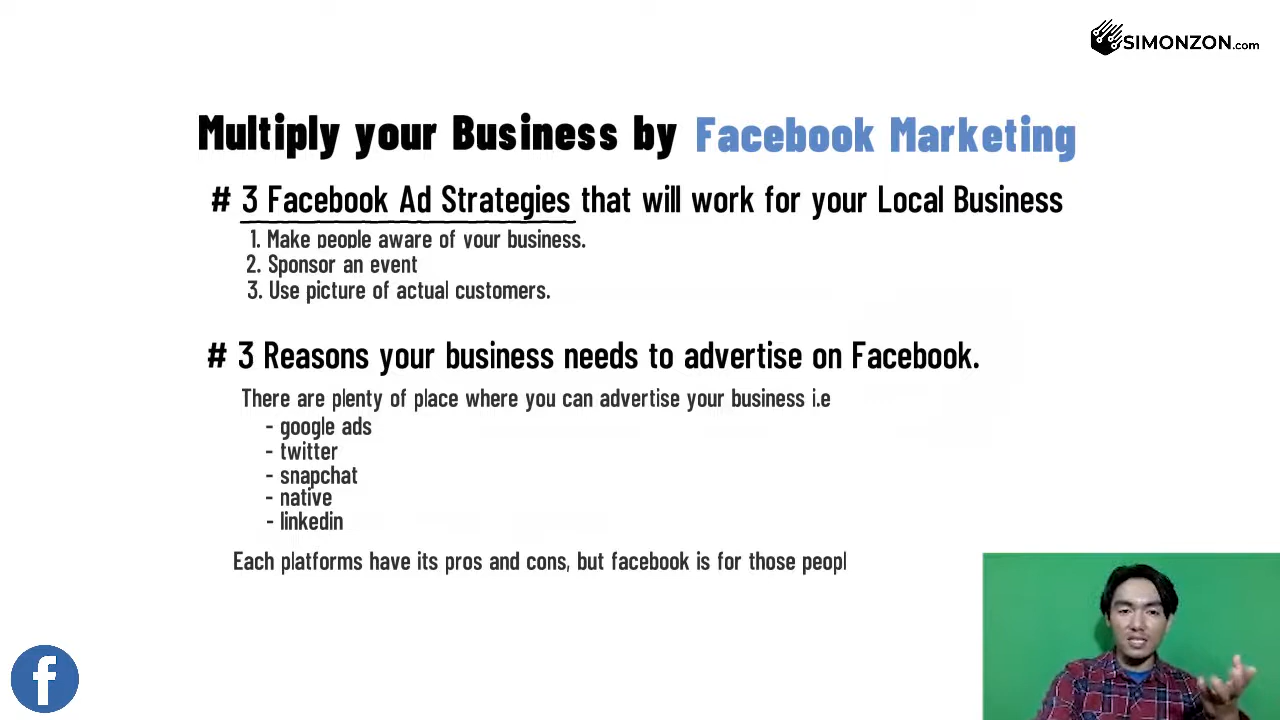 SIMONZON.com
Multiply your Business by Facebook Marketing
# 3 Facebook Ad Strategies that will work for your Local Business
1. Make people aware of your business.
2. Sponsor an event
3. Use picture of actual customers.
# 3 Reasons your business needs to advertise on Facebook.
There are plenty of place where you can advertise your business i.e
- google ads
- twitter
- snapchat
- native
- linkedin
Each platforms have its pros and cons, but facebook is for those peopl
f